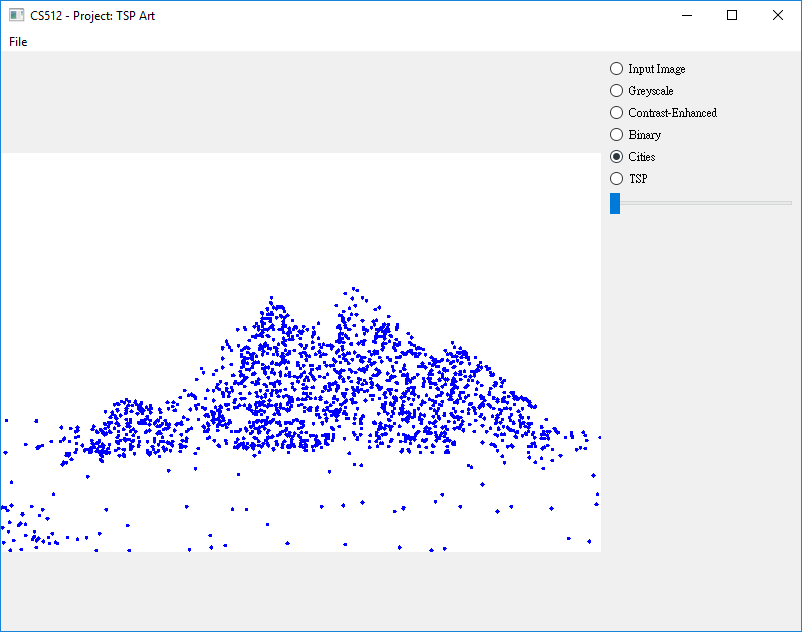 CS512 - Project: TSP Art
File
Input Image
Greyscale
Contrast-Enhanced
Binary
Cities
TSP